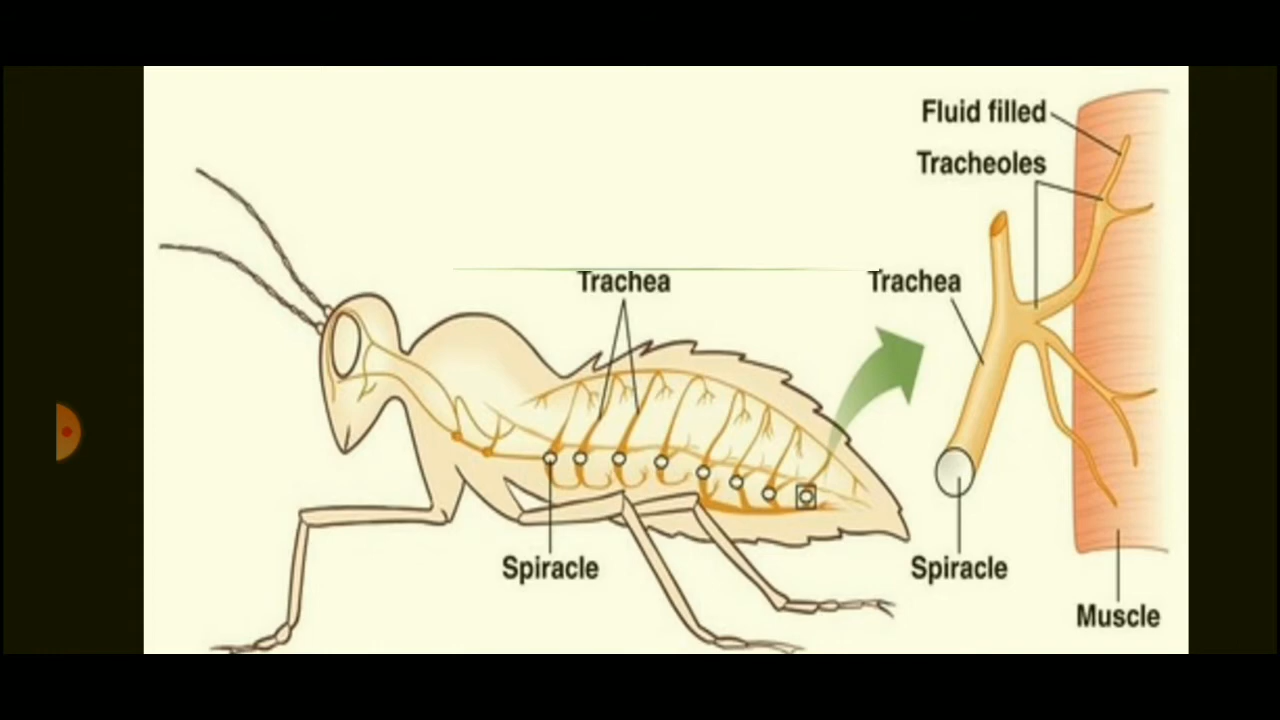 Fluid filled
Tracheoles
Trachea
Trachea
Spiracle
Spiracle
Muscle